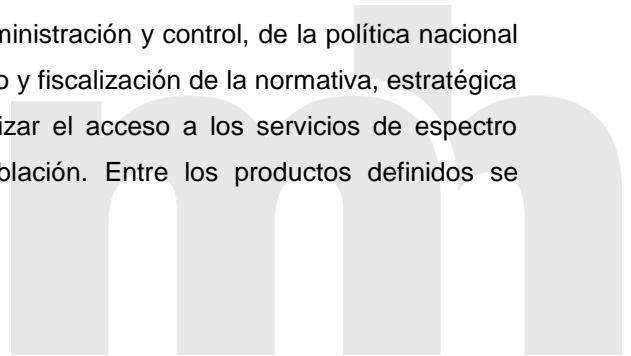 ministración y control, de la política nacional
o y fiscalización de la normativa, estratégica
izar el acceso a los servicios de espectro
blación. Entre los productos definidos se
mh